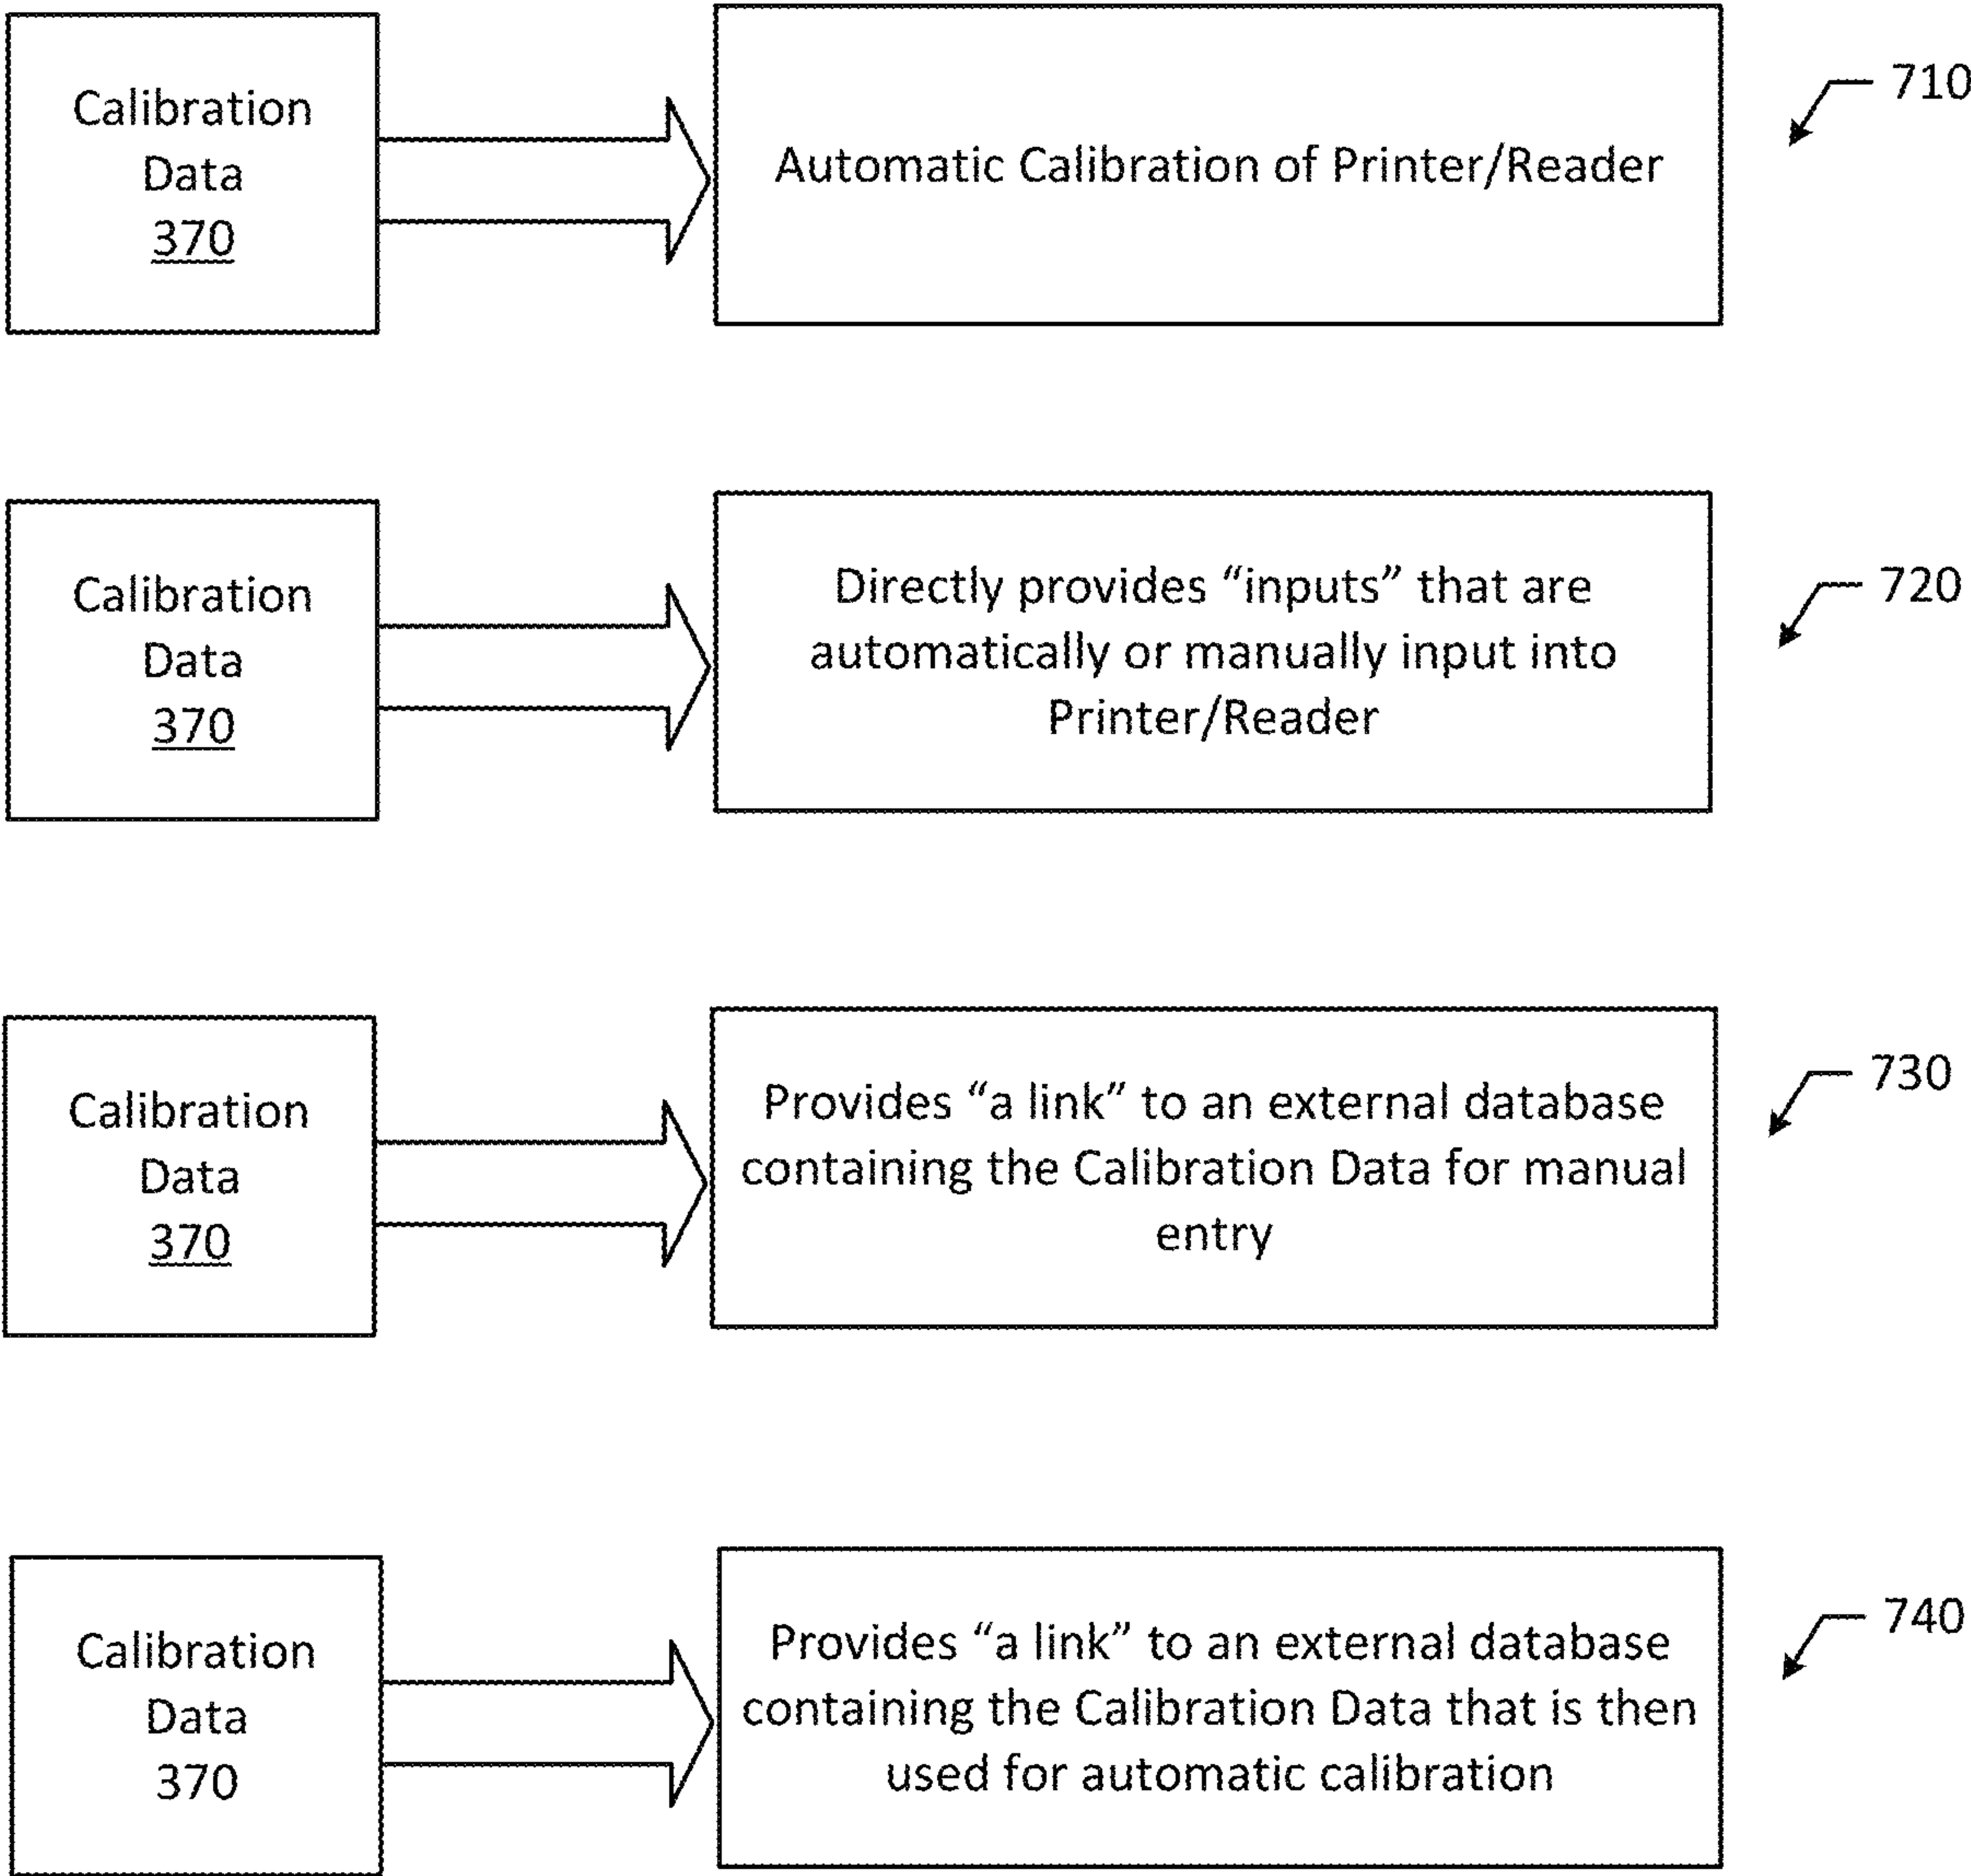 Calibration
Data
370
Automatic Calibration of Printer/Reader
710
Calibration
Data
370
Directly provides “inputs” that are
automatically or manually input into
Printer/Reader
720
Calibration
Data
370
Provides “a link” to an external database
containing the Calibration Data for manual
entry
730
Calibration
Data
370
Provides “a link” to an external database
containing the Calibration Data that is then
used for automatic calibration
740